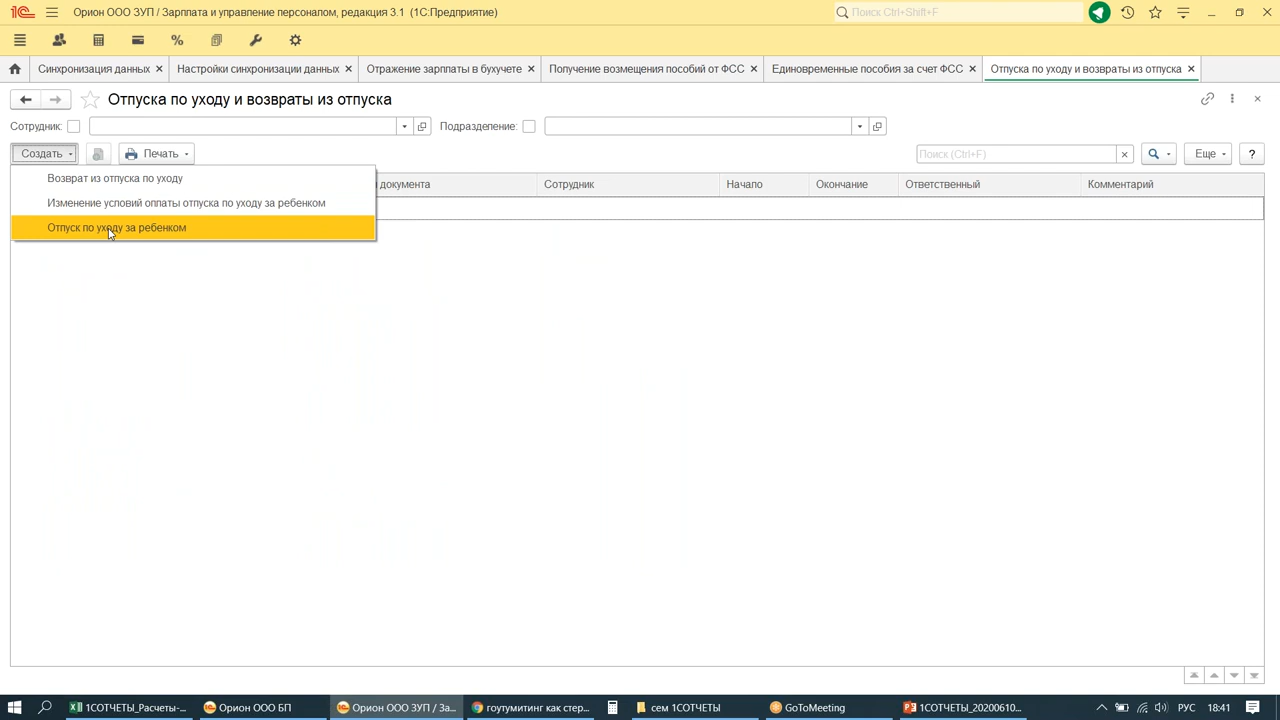 Орион ООО ЗУП / Зарплата и управление персоналом, редакция 3.1 (1С:Предприятие)
Поиск Ctrl+Shift+F
Синхронизация данных
Настройки синхронизации данных
Отражение зарплаты в бухучете
Получение возмещения пособий от ФСС
Единовременные пособия за счет ФСС
Отпуска по уходу и возвраты из отпуска
Отпуска по уходу и возвраты из отпуска
Сотрудник:
Подразделение:
Создать
Печать
Поиск (Ctrl+F)
Еще
?
Возврат из отпуска по уходу
Изменение условий оплаты отпуска по уходу за ребенком
Отпуск по уходу за ребенком
документа
Сотрудник
Начало
Окончание
Ответственный
Комментарий
1СОТЧЕТЫ_Расчеты-...
Орион ООО БП
Орион ООО ЗУП / За...
гоутумитинг как стер...
сем 1СОТЧЕТЫ
GoToMeeting
1СОТЧЕТЫ_20200610...
РУС
18:41